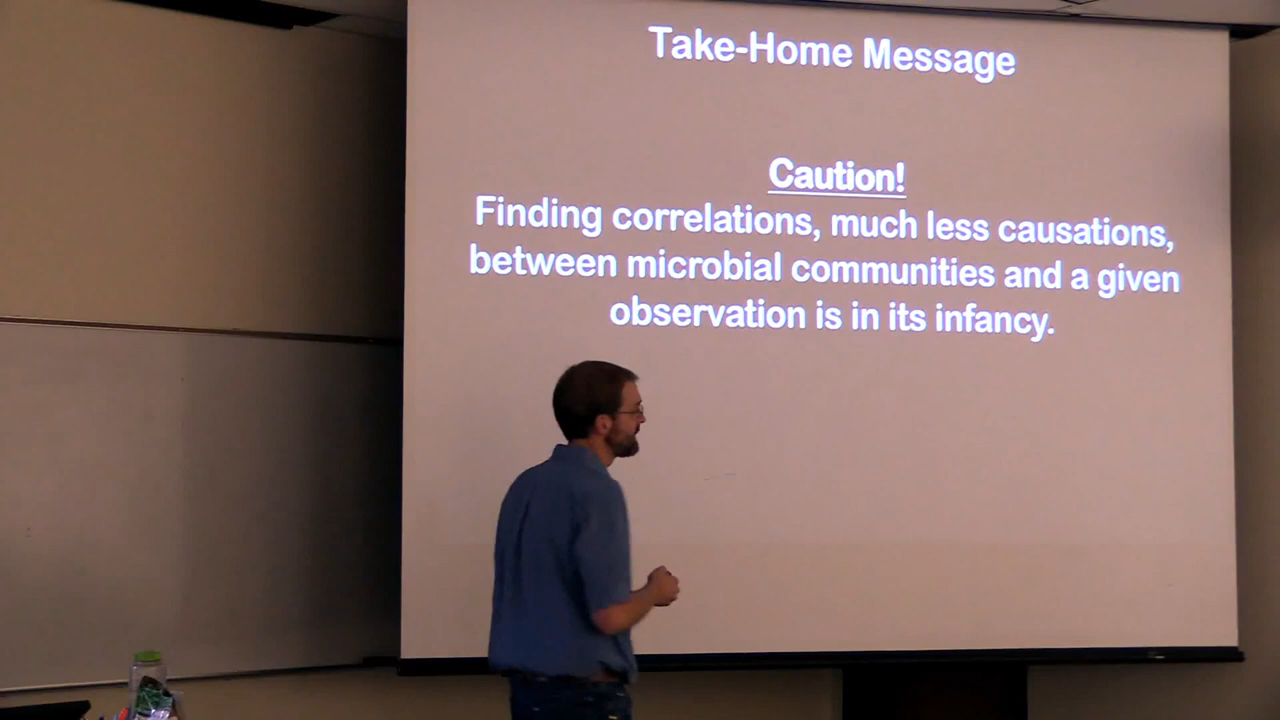 Take-Home Message
Caution!
Finding correlations, much less causations,
between microbial communities and a given
observation is in its infancy.